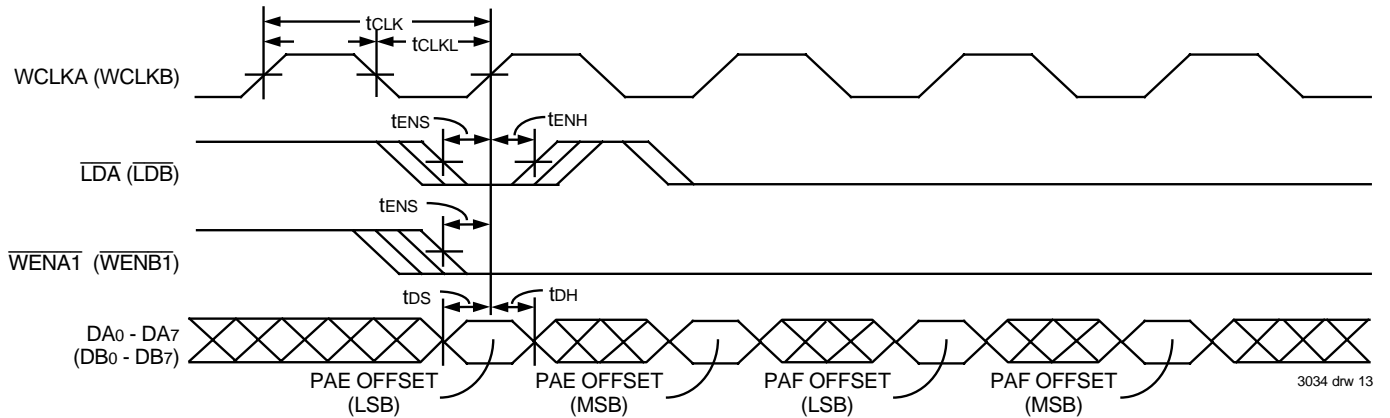 tCLK
tCLKL
WCLKA (WCLKB)
tENS
tENH
LDA (LDB)
tENS
WENA1 (WENB1)
tDS
tDH
DA0 - DA7
(DB0 - DB7)
PAE OFFSET
(LSB)
PAE OFFSET
(MSB)
PAF OFFSET
(LSB)
PAF OFFSET
(MSB)
3034 drw 13